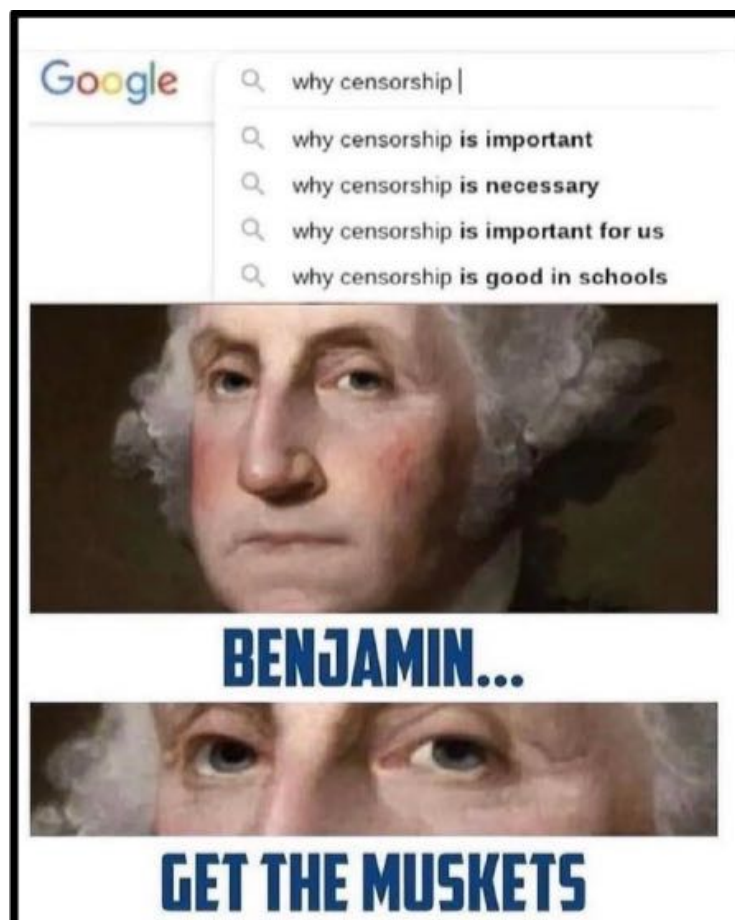 Google
why censorship
why censorship is important
why censorship is necessary
why censorship is important for us
why censorship is good in schools
BENJAMIN...
GET THE MUSKETS